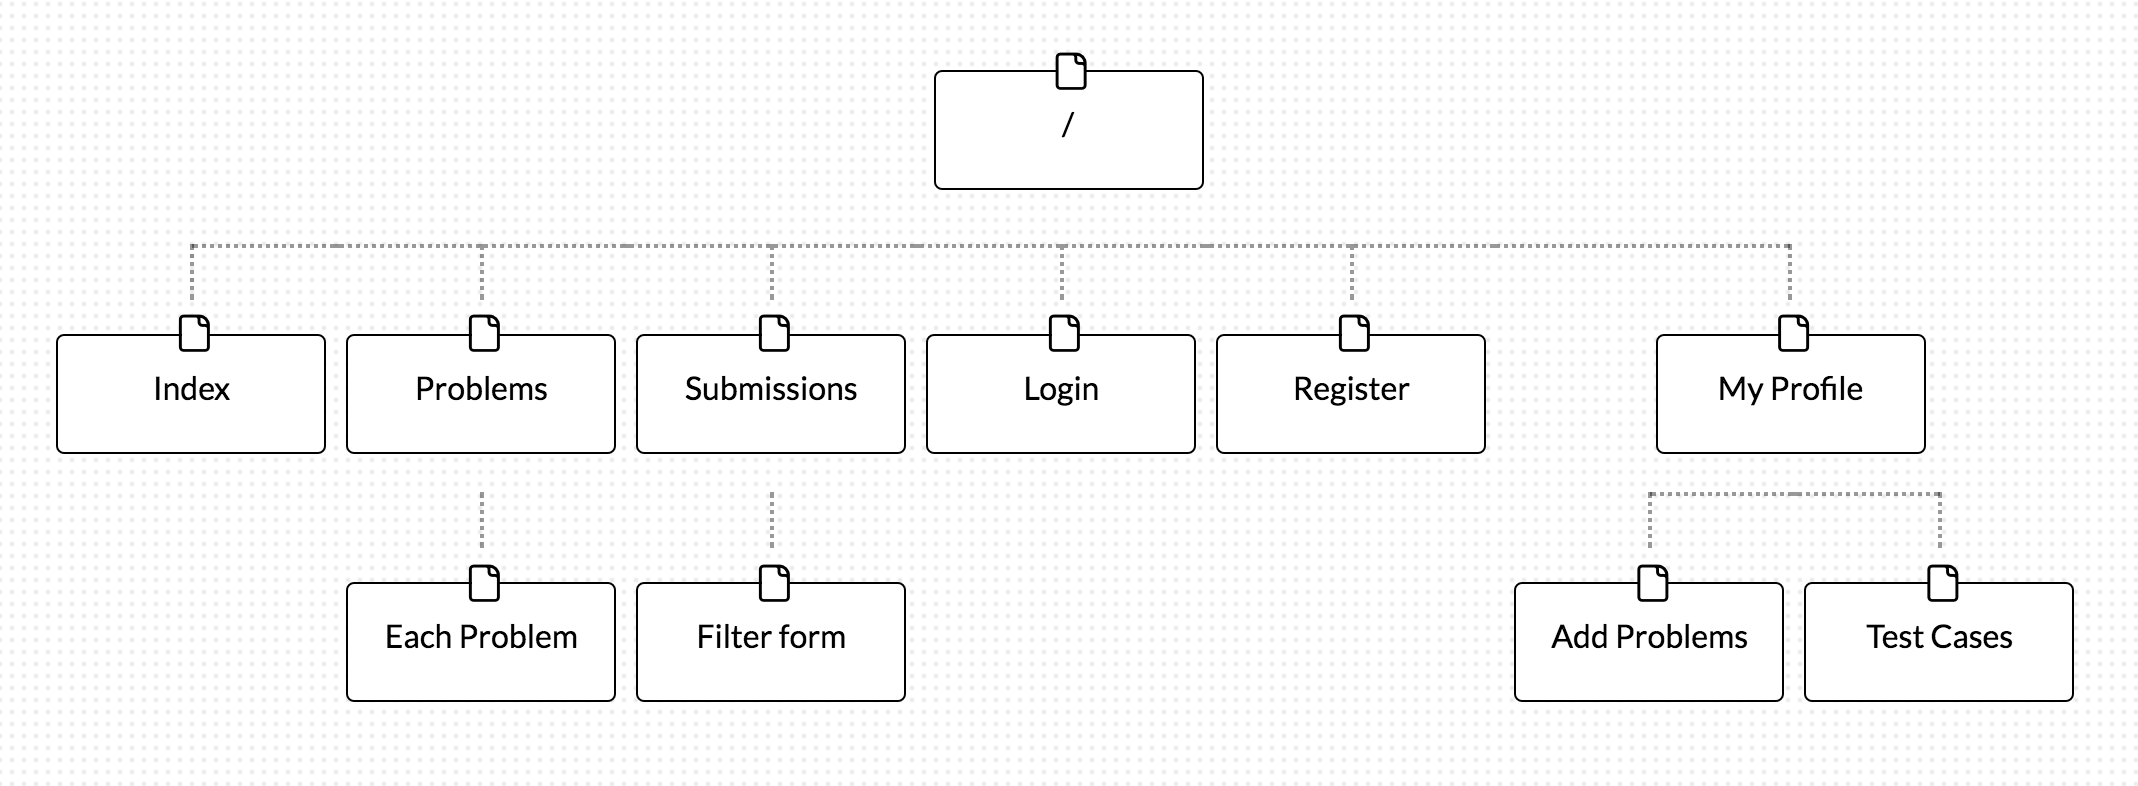 /
Index
Problems
Submissions
Login
Register
My Profile
Each Problem
Filter form
Add Problems
Test Cases